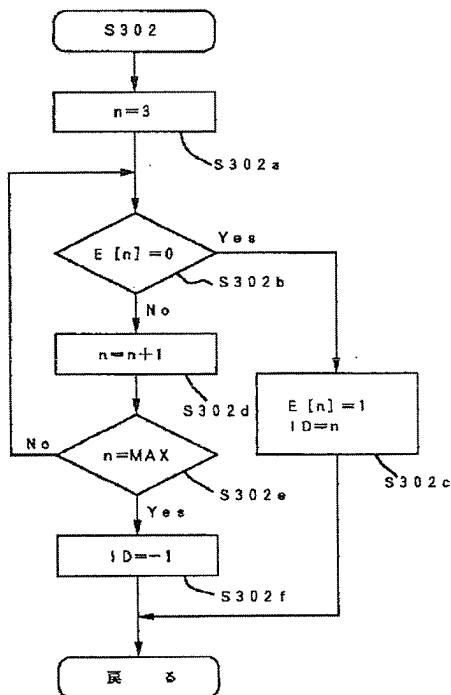 S302
n=3
S302a
E [n] =0
Yes
S302b
No
n=n+1
S302d
E [n] =1
ID=n
S302c
No
n=MAX
S302e
Yes
ID=-1
S302f
戻 る